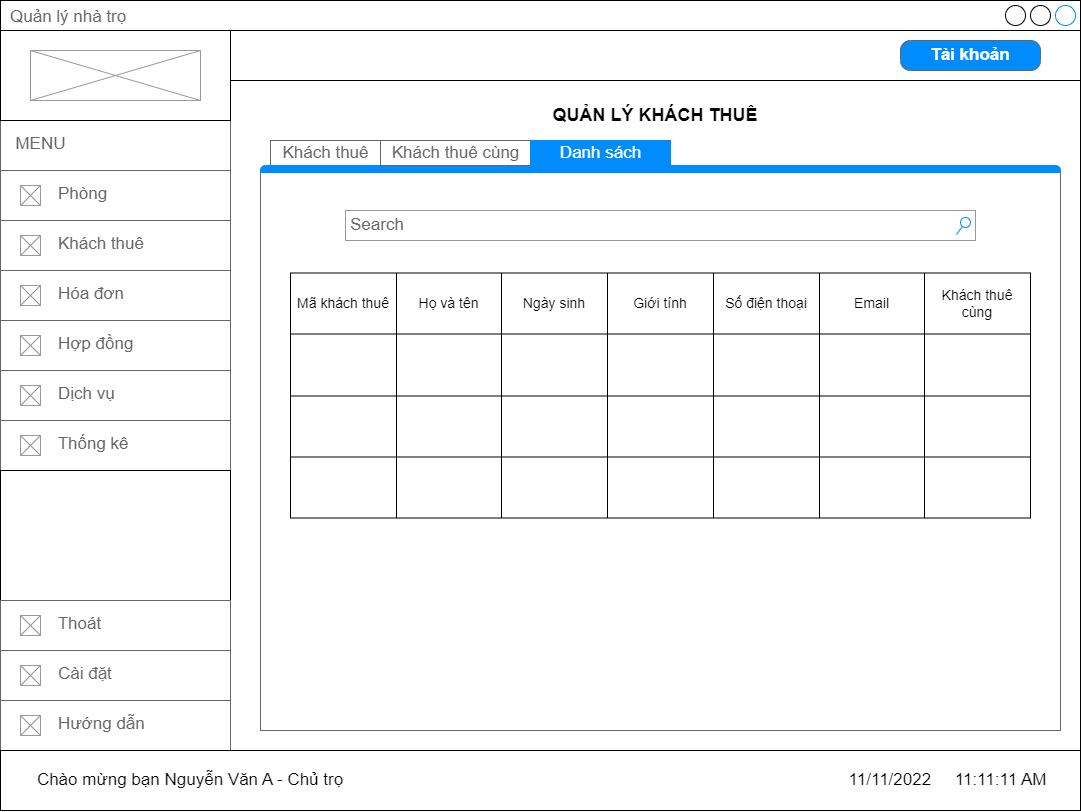 Quản lý nhà trọ
Tài khoản
MENU
Phòng
Khách thuê
Hóa đơn
Hợp đồng
Dịch vụ
Thống kê
Thoát
Cài đặt
Hướng dẫn
QUẢN LÝ KHÁCH THUÊ
Khách thuê
Khách thuê cùng
Danh sách
Search
Mã khách thuê
Họ và tên
Ngày sinh
Giới tính
Số điện thoại
Email
Khách thuê
cùng
Chào mừng bạn Nguyễn Văn A - Chủ trọ
11/11/2022
11:11:11 AM